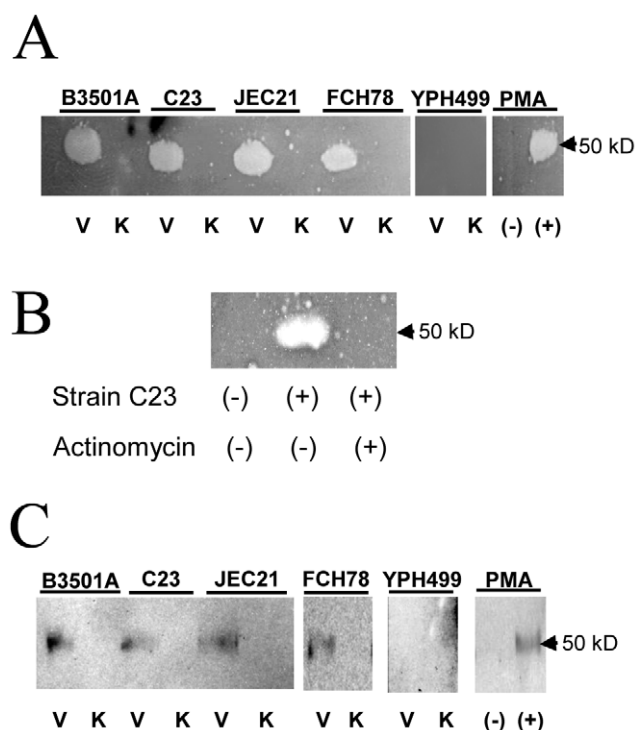 A
B3501A C23 JEC21 FCH78 YPH499 PMA
50 kD
V K V K V K V K V K (-) (+)
B
50 kD
Strain C23 (-) (+) (+)
Actinomycin (-) (-) (+)
C
B3501A C23 JEC21 FCH78 YPH499 PMA
50 kD
V K V K V K V K V K (-) (+)